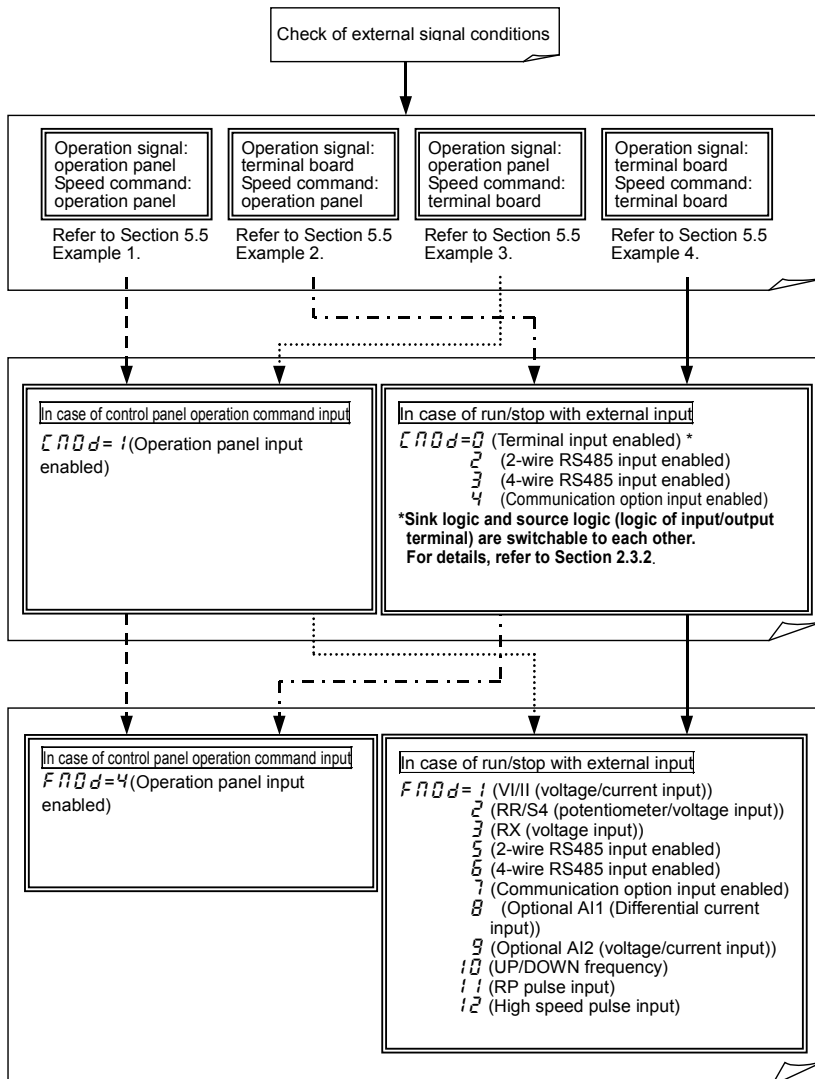 Check of external signal conditions
Operation signal:
operation panel
Speed command:
operation panel
Refer to Section 5.5
Example 1.
Operation signal:
terminal board
Speed command:
operation panel
Refer to Section 5.5
Example 2.
Operation signal:
operation panel
Speed command:
terminal board
Refer to Section 5.5
Example 3.
Operation signal:
terminal board
Speed command:
terminal board
Refer to Section 5.5
Example 4.
In case of control panel operation command input
CMOd=1(Operation panel input
enabled)
In case of run/stop with external input
CMOd=0 (Terminal input enabled) *
2 (2-wire RS485 input enabled)
3 (4-wire RS485 input enabled)
4 (Communication option input enabled)
*Sink logic and source logic (logic of input/output
terminal) are switchable to each other.
For details, refer to Section 2.3.2.
In case of control panel operation command input
FMOd=4(Operation panel input
enabled)
In case of run/stop with external input
FMOd=1 (VI/II (voltage/current input))
2 (RR/S4 (potentiometer/voltage input))
3 (RX (voltage input))
5 (2-wire RS485 input enabled)
6 (4-wire RS485 input enabled)
7 (Communication option input enabled)
8 (Optional AI1 (Differential current
input))
9 (Optional AI2 (voltage/current input))
10 (UP/DOWN frequency)
11 (RP pulse input)
12 (High speed pulse input)